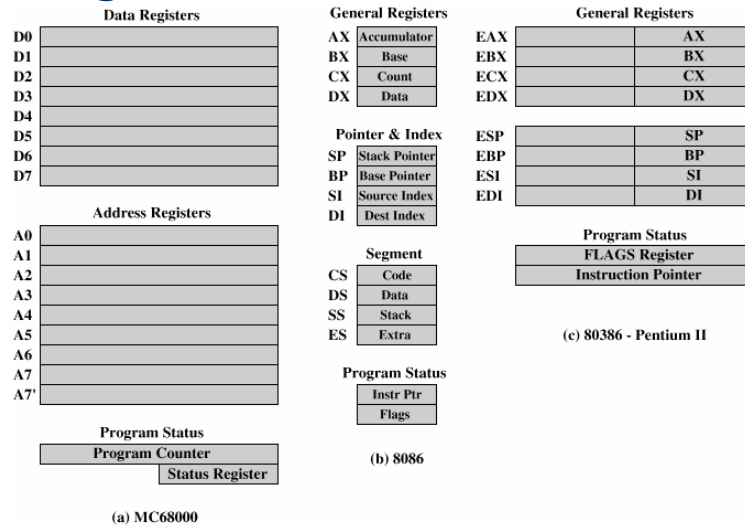 Data Registers
D0
D1
D2
D3
D4
D5
D6
D7
Address Registers
A0
A1
A2
A3
A4
A5
A6
A7
A7'
Program Status
Program Counter
Status Register
(a) MC68000
General Registers
AX Accumulator
BX Base
CX Count
DX Data
Pointer & Index
SP Stack Pointer
BP Base Pointer
SI Source Index
DI Dest Index
Segment
CS Code
DS Data
SS Stack
ES Extra
Program Status
Instr Ptr
Flags
(b) 8086
General Registers
EAX AX
EBX BX
ECX CX
EDX DX
ESP SP
EBP BP
ESI SI
EDI DI
Program Status
FLAGS Register
Instruction Pointer
(c) 80386 - Pentium II